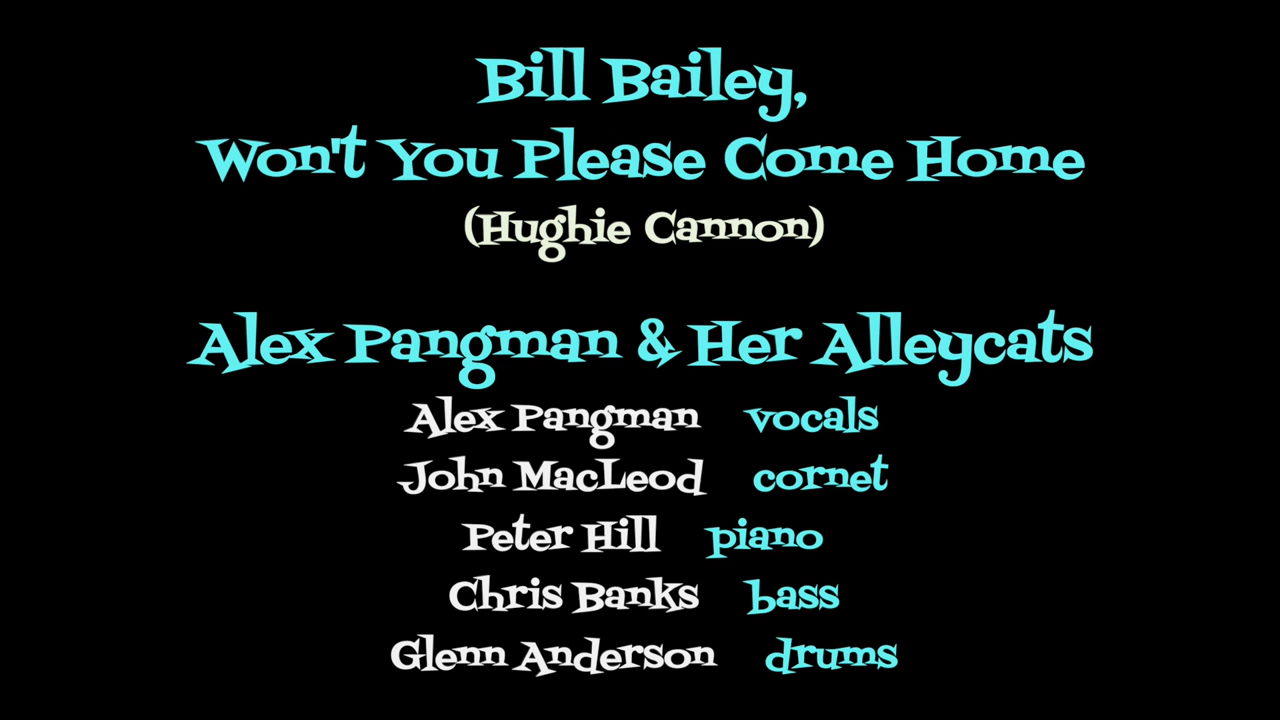 Bill Bailey,
Won't You Please Come Home
(Hughie Cannon)
Alex Pangman & Her Alleycats
Alex Pangman vocals
John MacLeod cornet
Peter Hill piano
Chris Banks bass
Glenn Anderson drums